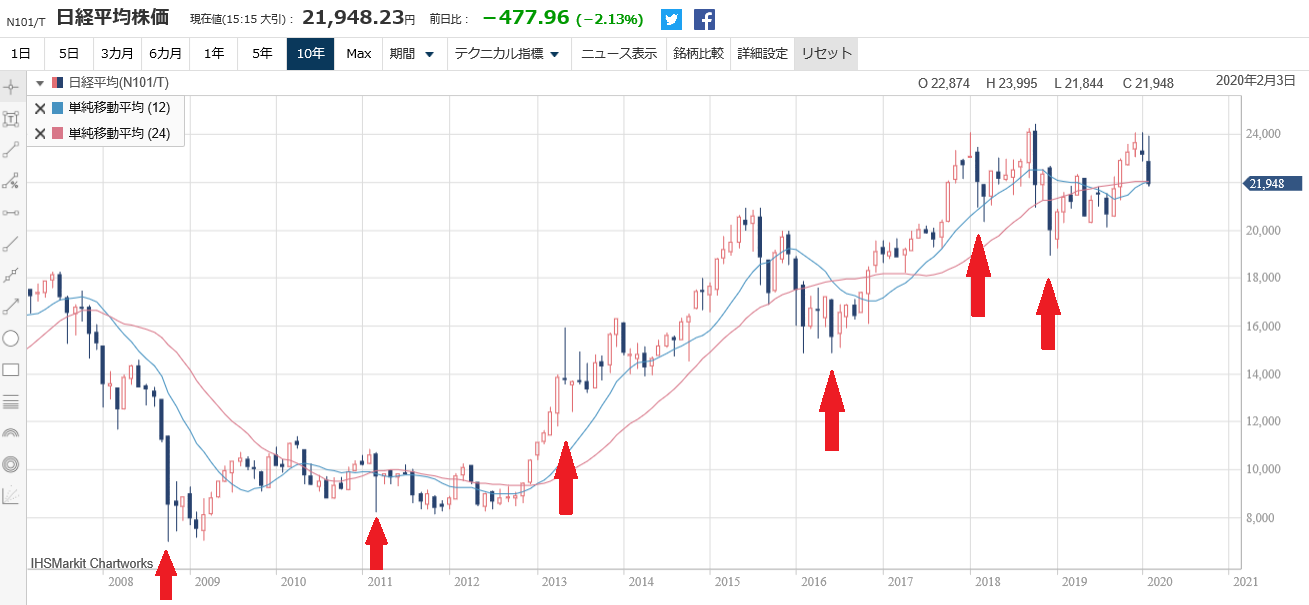 N101/T 日経平均株価 現在値(15:15 大引)： 21,948.23円 前日比： −477.96 (−2.13%)
1日 5日 3カ月 6カ月 1年 5年 10年 Max 期間 テクニカル指標 ニュース表示 銘柄比較 詳細設定 リセット
日経平均(N101/T) O 22,874 H 23,995 L 21,844 C 21,948 2020年2月3日
単純移動平均 (12)
単純移動平均 (24)
24,000
21,948
20,000
18,000
16,000
14,000
12,000
10,000
8,000
IHSMarkit Chartworks
2008 2009 2010 2011 2012 2013 2014 2015 2016 2017 2018 2019 2020 2021